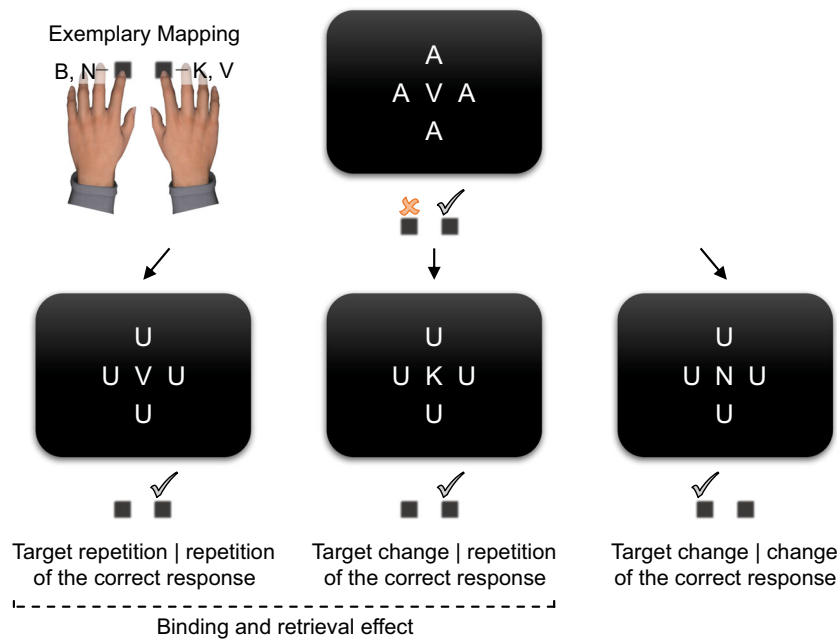 Exemplary Mapping
B, N
K, V
A
A V A
A
U
U V U
U
U
U K U
U
U
U N U
U
Target repetition | repetition
of the correct response
Target change | repetition
of the correct response
Target change | change
of the correct response
Binding and retrieval effect